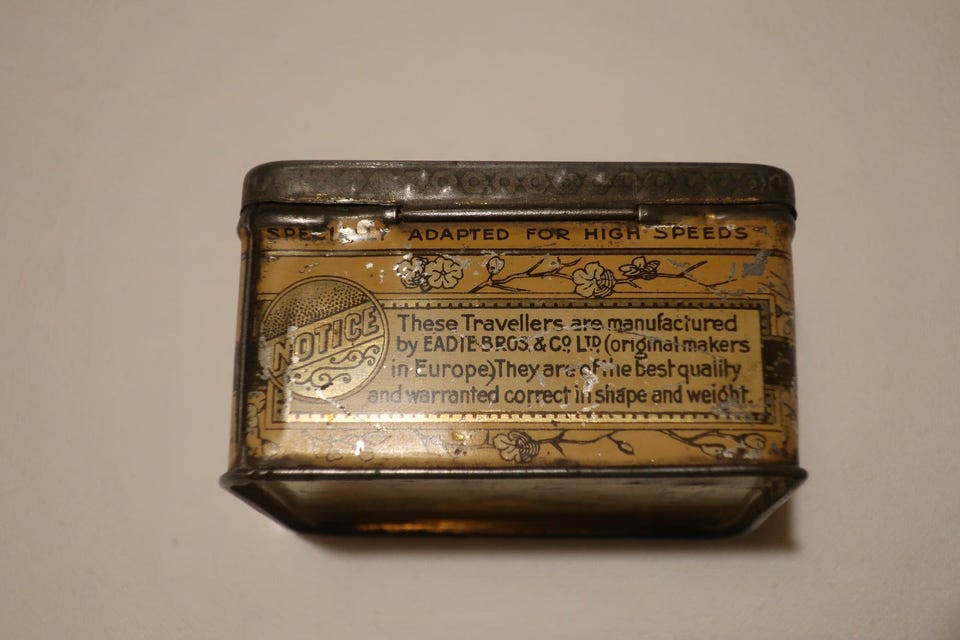 SPECIALLY ADAPTED FOR HIGH SPEEDS
NOTICE
These Travellers are manufactured
by EADIE BROS. & CO. LTD (original makers
in Europe) They are of the best quality
and warranted correct in shape and weight.